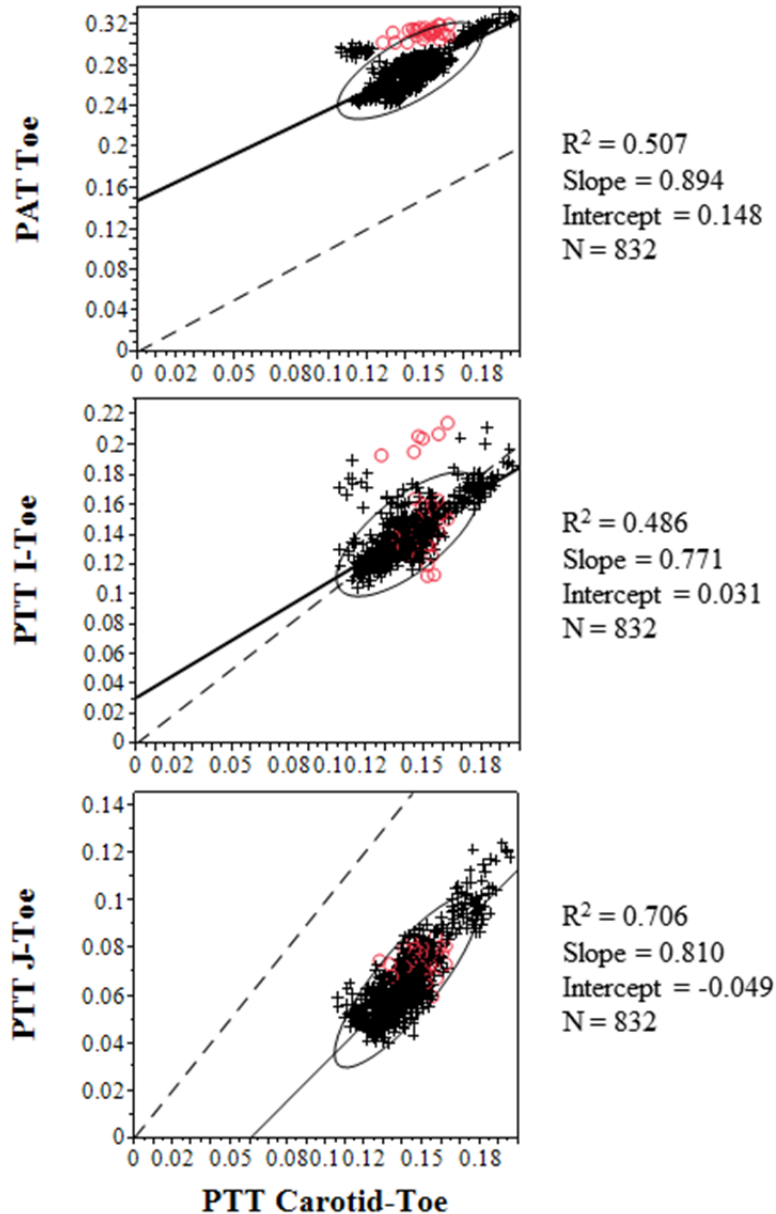 PAT Toe
0.32
0.28
0.24
0.2
0.16
0.12
0.08
0.04
0
0 0.02 0.05 0.08 0.10 0.12 0.15 0.18
R² = 0.507
Slope = 0.894
Intercept = 0.148
N = 832
PTT I-Toe
0.22
0.2
0.18
0.16
0.14
0.12
0.1
0.08
0.06
0.04
0.02
0
0 0.02 0.05 0.08 0.10 0.12 0.15 0.18
R² = 0.486
Slope = 0.771
Intercept = 0.031
N = 832
PTT J-Toe
0.14
0.12
0.1
0.08
0.06
0.04
0.02
0
0 0.02 0.05 0.08 0.10 0.12 0.15 0.18
R² = 0.706
Slope = 0.810
Intercept = -0.049
N = 832
PTT Carotid-Toe